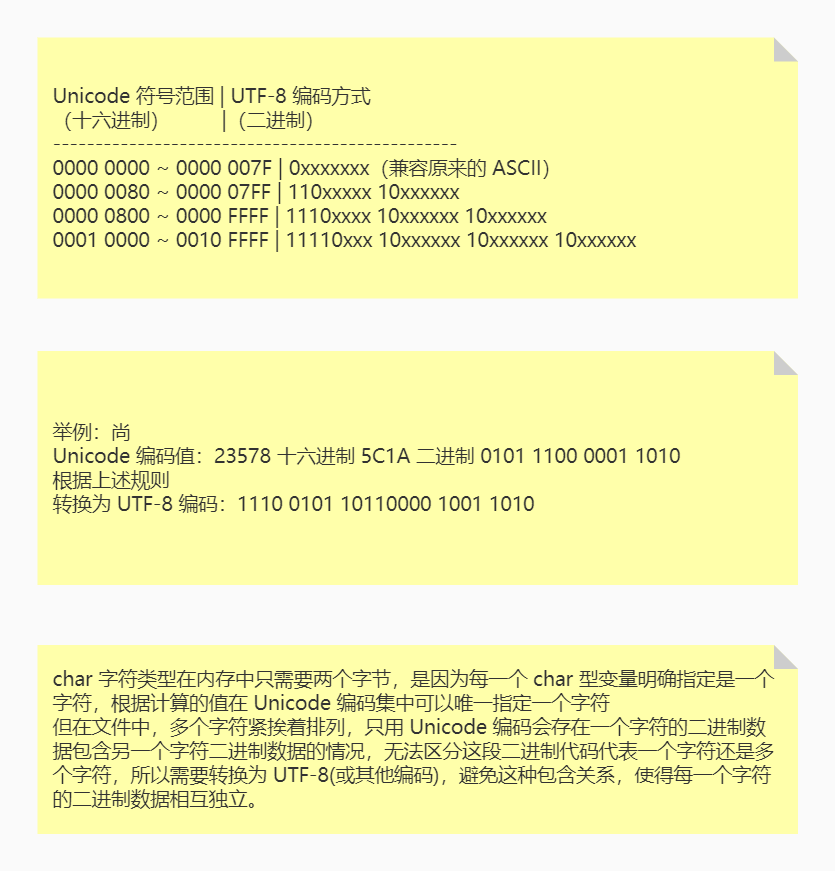 Unicode 符号范围 | UTF-8 编码方式
（十六进制） |（二进制）
------------------------------------------------
0000 0000 ~ 0000 007F | 0xxxxxxx（兼容原来的 ASCII）
0000 0080 ~ 0000 07FF | 110xxxxx 10xxxxxx
0000 0800 ~ 0000 FFFF | 1110xxxx 10xxxxxx 10xxxxxx
0001 0000 ~ 0010 FFFF | 11110xxx 10xxxxxx 10xxxxxx 10xxxxxx
举例：尚
Unicode 编码值：23578 十六进制 5C1A 二进制 0101 1100 0001 1010
根据上述规则
转换为 UTF-8 编码：1110 0101 10110000 1001 1010
char 字符类型在内存中只需要两个字节，是因为每一个 char 型变量明确指定是一个
字符，根据计算的值在 Unicode 编码集中可以唯一指定一个字符
但在文件中，多个字符紧挨着排列，只用 Unicode 编码会存在一个字符的二进制数
据包含另一个字符二进制数据的情况，无法区分这段二进制代码代表一个字符还是多
个字符，所以需要转换为 UTF-8(或其他编码)，避免这种包含关系，使得每一个字符
的二进制数据相互独立。